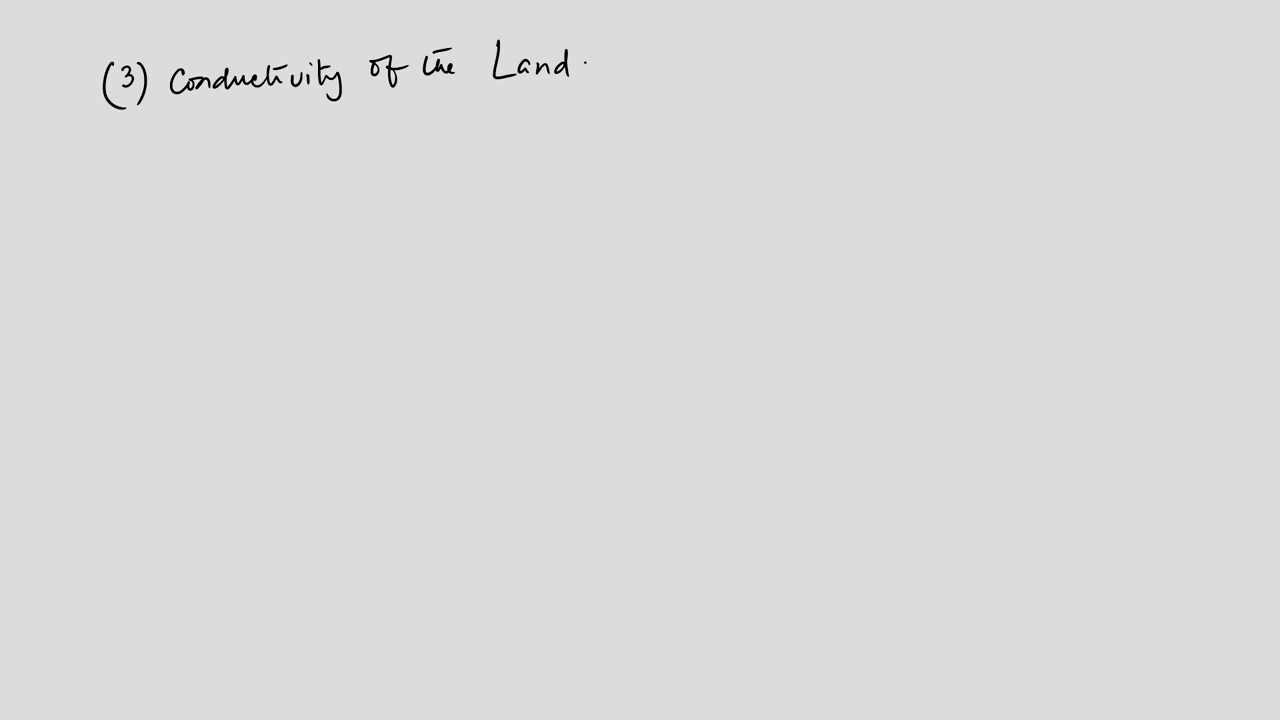 (3) Conductivity of the Land.